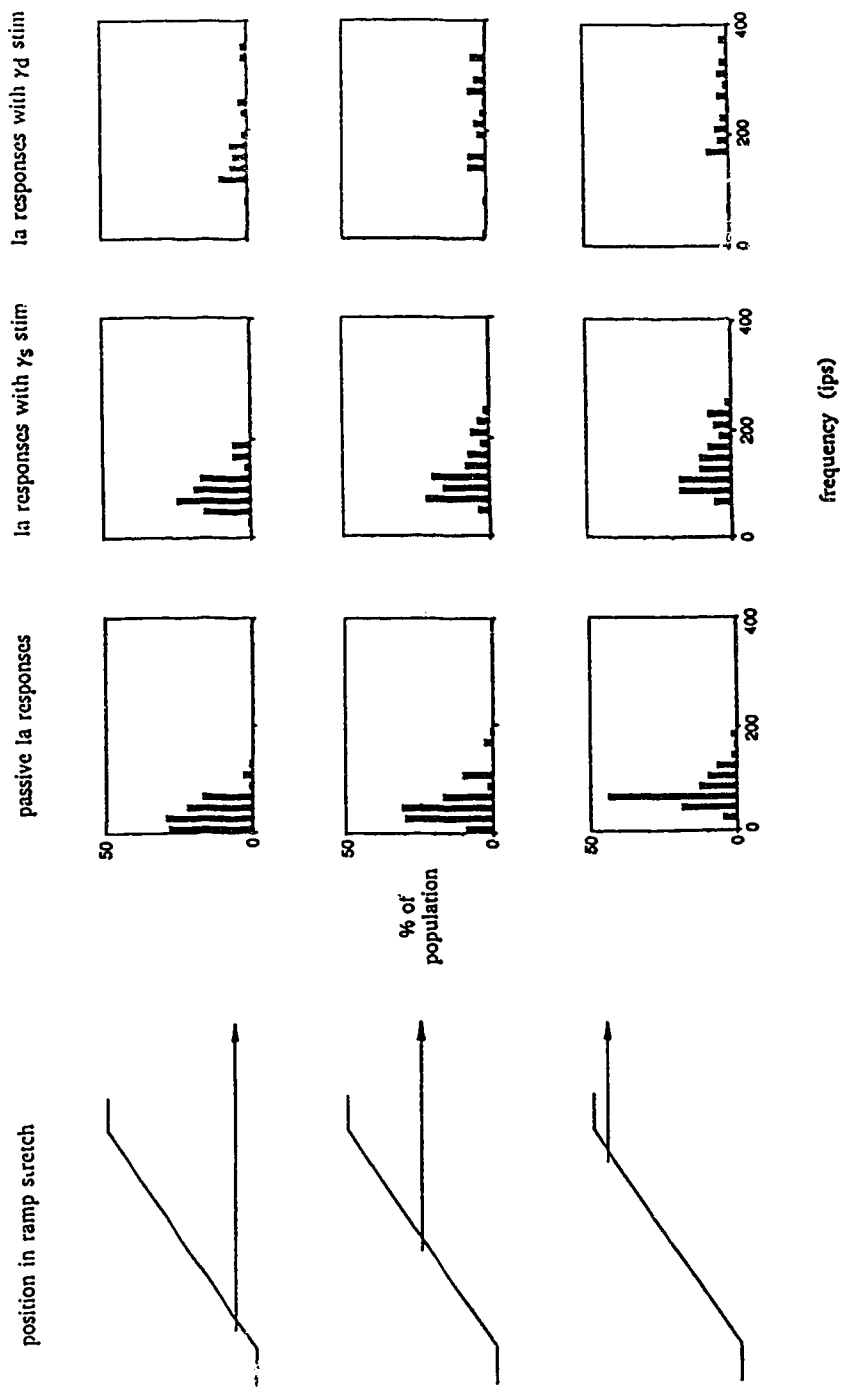 position in ramp stretch
passive Ia responses
Ia responses with γs stim
Ia responses with γd stim
50
0
50
% of
population
0
50
0
0 200 400
0 200 400
0 200 400
frequency (ips)